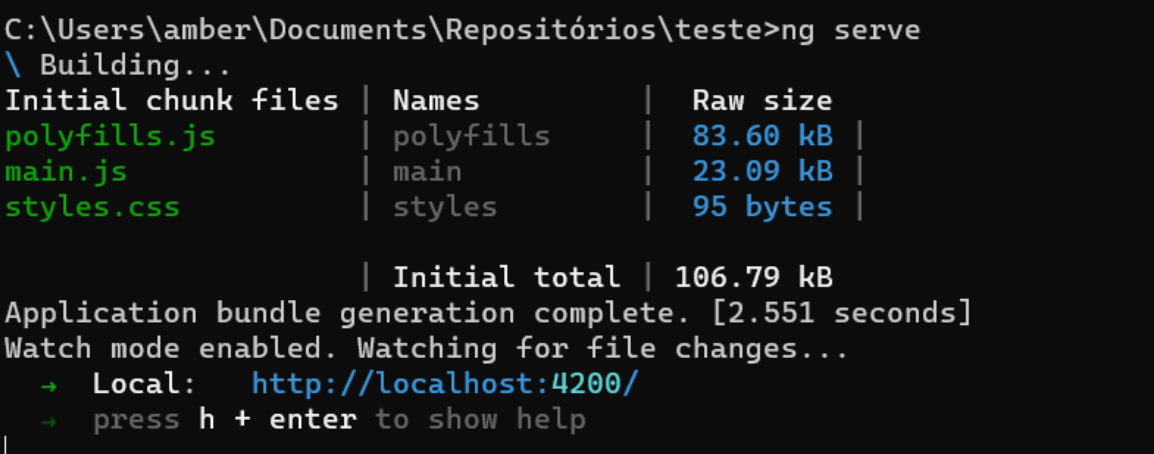 C:\Users\amber\Documents\Repositórios\teste>ng serve
\ Building...
Initial chunk files | Names         |  Raw size
polyfills.js        | polyfills     |  83.60 kB |
main.js             | main          |  23.09 kB |
styles.css          | styles        |  95 bytes |
                    | Initial total | 106.79 kB
Application bundle generation complete. [2.551 seconds]
Watch mode enabled. Watching for file changes...
  →  Local:   http://localhost:4200/
  →  press h + enter to show help